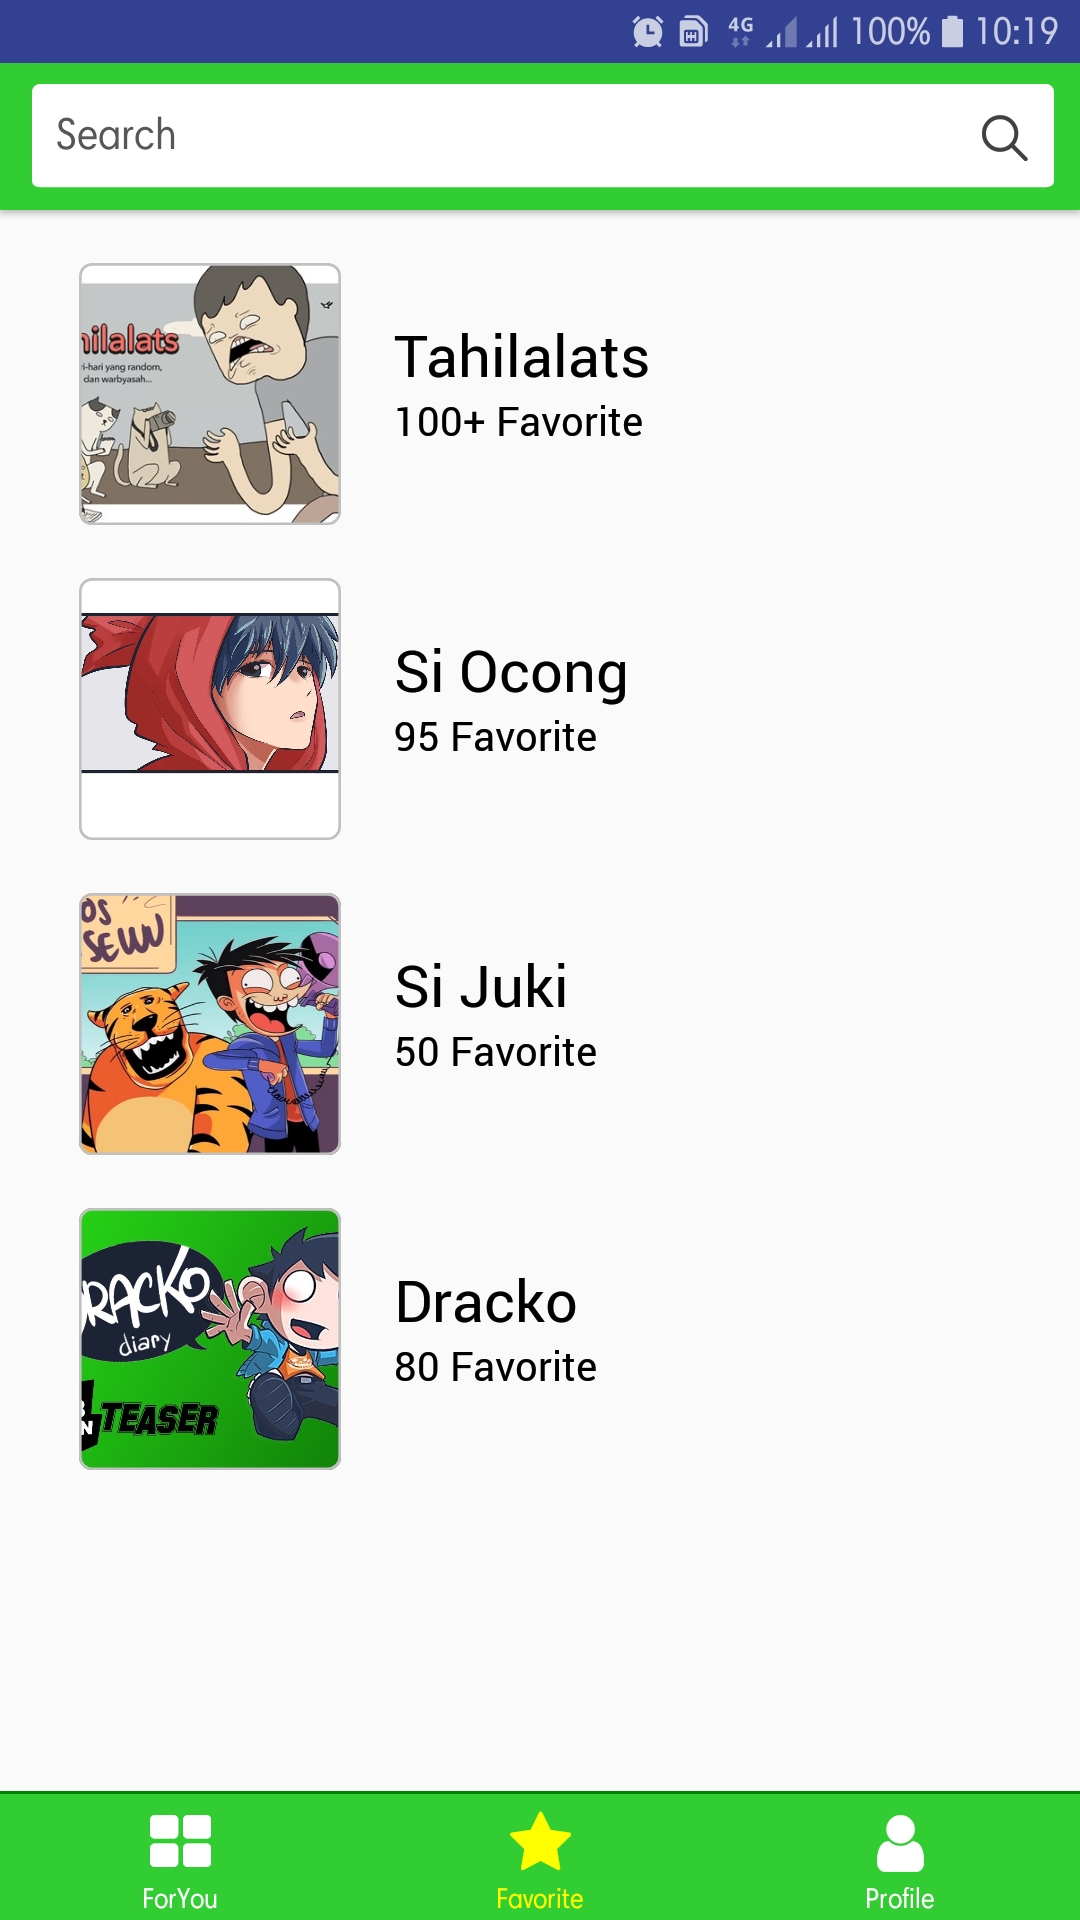 4G 100% 10:19
Search
hilalats
i-hari yang random,
dan warbyasah...
Tahilalats
100+ Favorite
Si Ocong
95 Favorite
OS
SEWU
Si Juki
50 Favorite
RACKO
diary
N TEASER
Dracko
80 Favorite
ForYou
Favorite
Profile